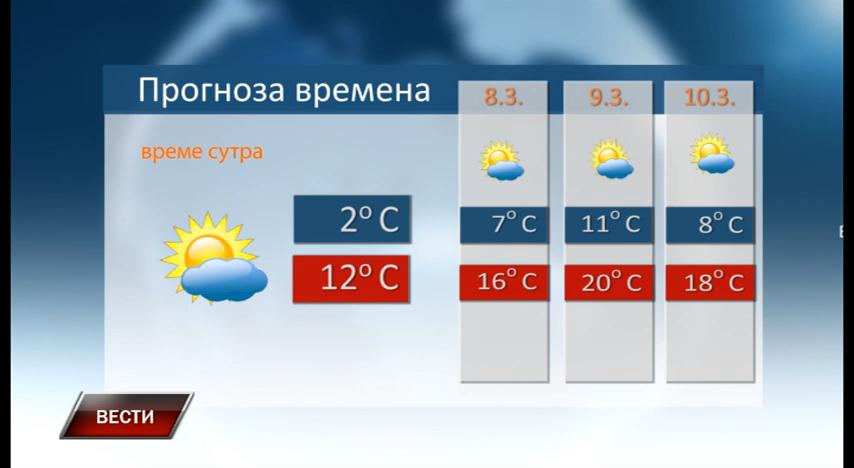 Прогноза времена
време сутра
2° C
12° C
8.3.
7° C
16° C
9.3.
11° C
20° C
10.3.
8° C
18° C
ВЕСТИ